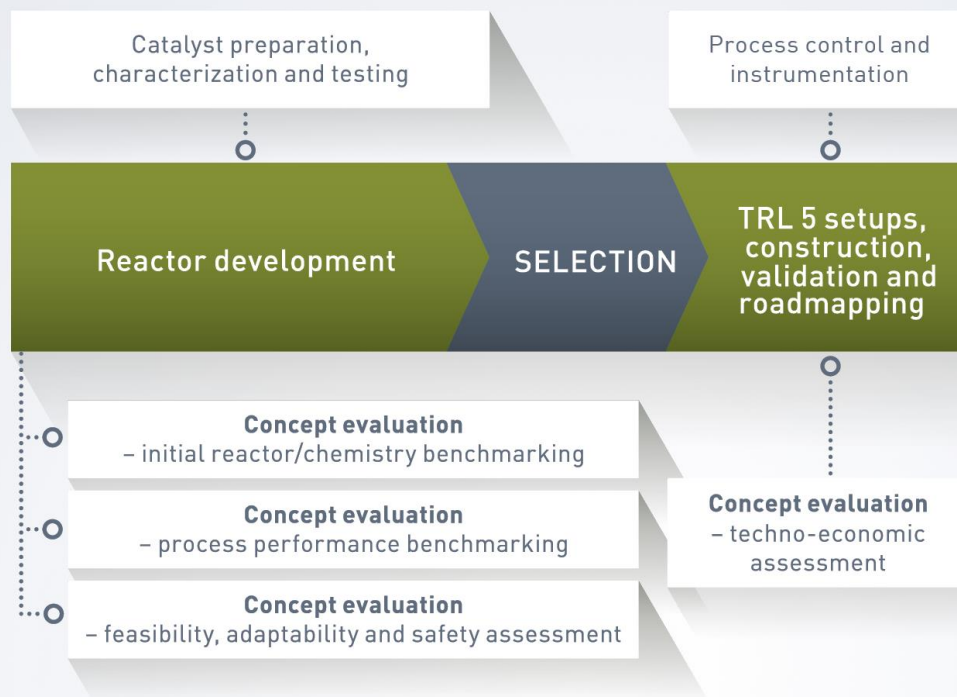 Catalyst preparation,
characterization and testing
Process control and
instrumentation
Reactor development
SELECTION
TRL 5 setups,
construction,
validation and
roadmapping
Concept evaluation
– initial reactor/chemistry benchmarking
Concept evaluation
– process performance benchmarking
Concept evaluation
– feasibility, adaptability and safety assessment
Concept evaluation
– techno-economic
assessment